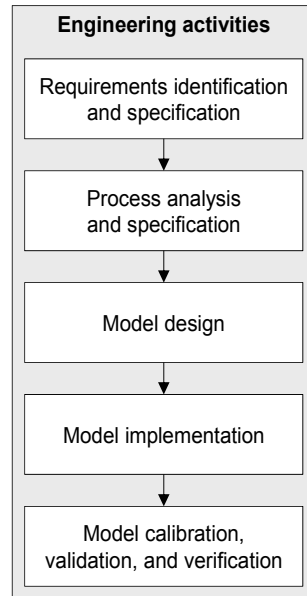 Engineering activities
Requirements identification
and specification
Process analysis
and specification
Model design
Model implementation
Model calibration,
validation, and verification